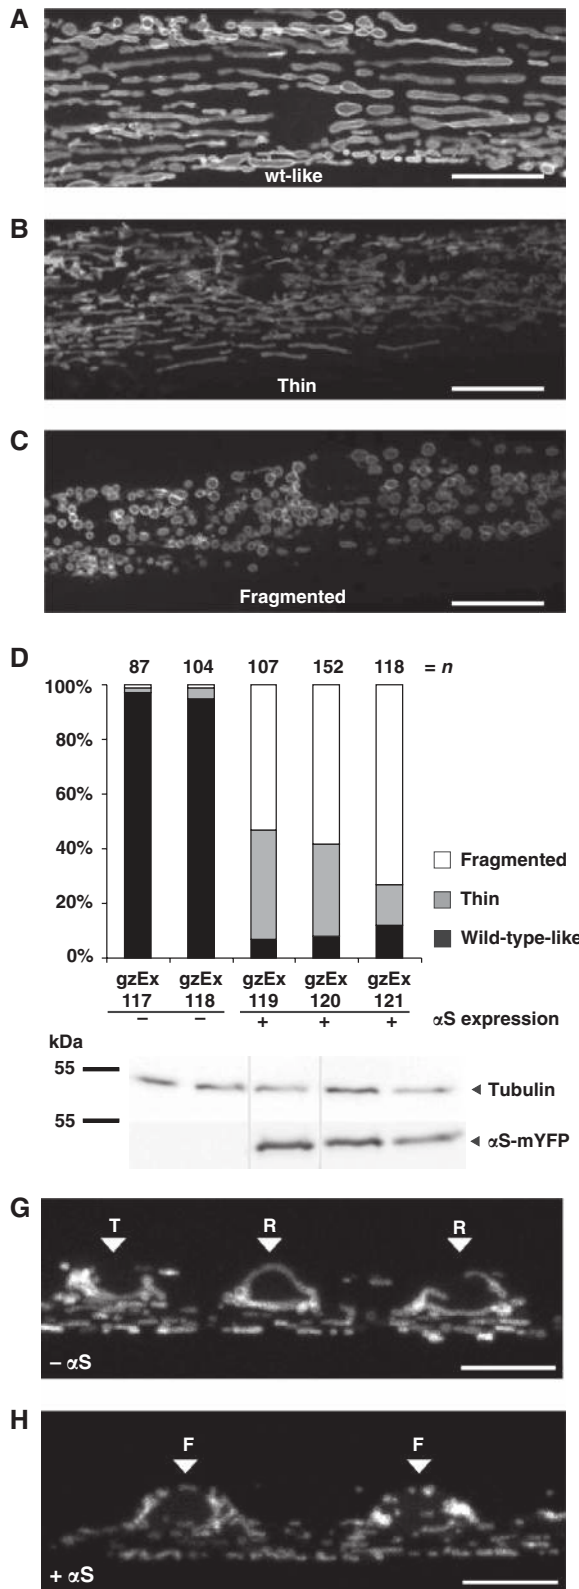 A
wt-like
B
Thin
C
Fragmented
D
87 104 107 152 118 = n
100%
80%
60%
40%
20%
0%
Fragmented
Thin
Wild-type-like
gzEx gzEx gzEx gzEx gzEx
117 118 119 120 121
– – + + + αS expression
kDa
55
Tubulin
55
αS-mYFP
G
T R R
– αS
H
F F
+ αS